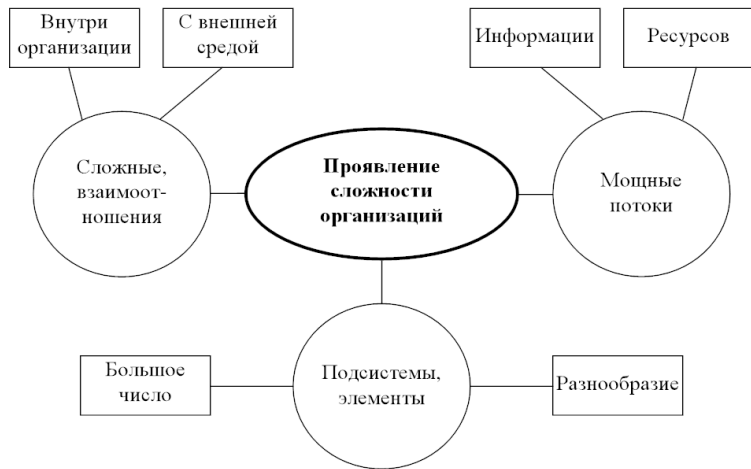 Внутри
организации
С внешней
средой
Информации
Ресурсов
Сложные,
взаимоот-
ношения
Проявление
сложности
организаций
Мощные
потоки
Большое
число
Подсистемы,
элементы
Разнообразие